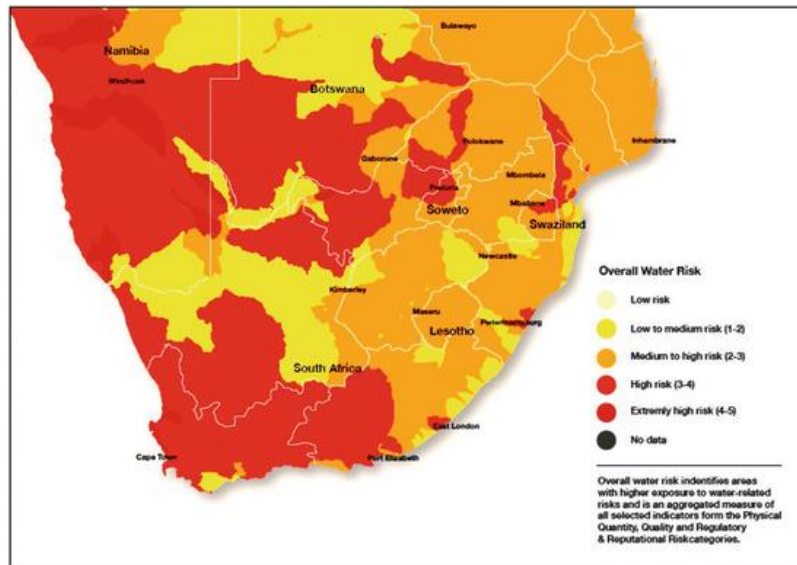 Bulawayo
Namibia
Windhoek
Botswana
Polokwane
Inhambrane
Gaborone
Mbombela
Pretoria
Mbabane
Soweto
Swaziland
Newcastle
Kimberley
Maseru
Pietermaritzburg
Lesotho
South Africa
East London
Cape Town
Port Elizabeth
Overall Water Risk
Low risk
Low to medium risk (1-2)
Medium to high risk (2-3)
High risk (3-4)
Extremly high risk (4-5)
No data
Overall water risk indentifies areas
with higher exposure to water-related
risks and is an aggregated measure of
all selected indicators form the Physical
Quantity, Quality and Regulatory
& Reputational Riskcategories.